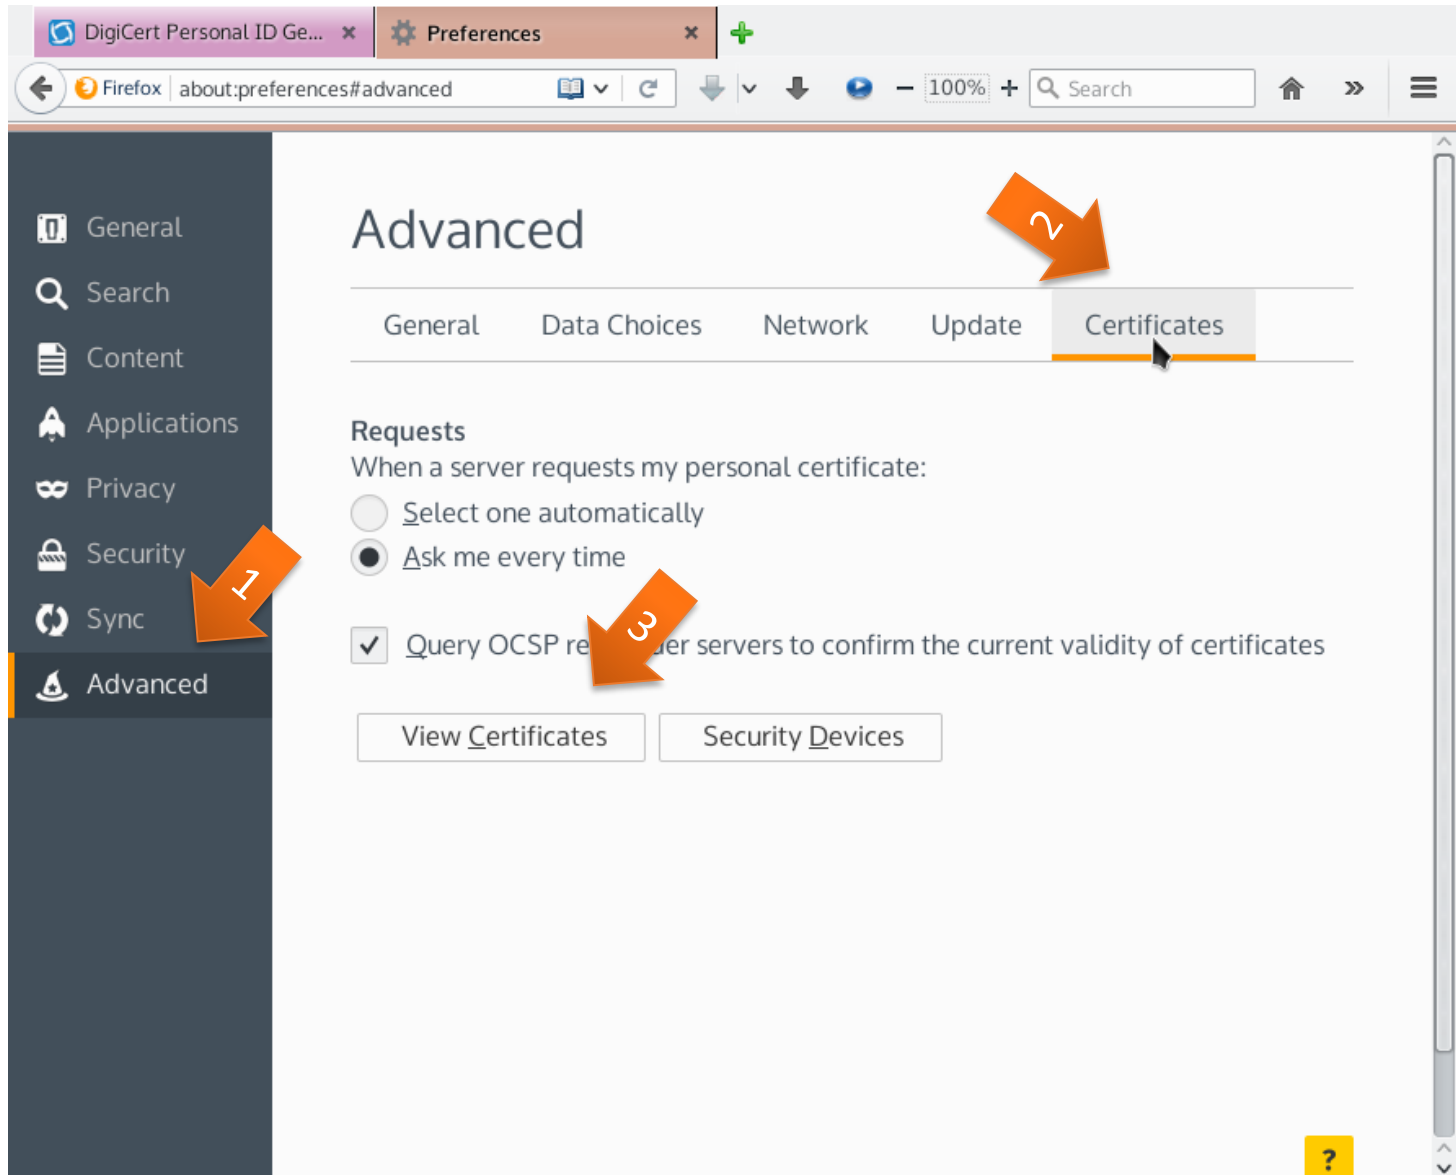 DigiCert Personal ID Ge...
Preferences
Firefox about:preferences#advanced
100%
Search
General
Search
Content
Applications
Privacy
Security
Sync
Advanced
Advanced
General Data Choices Network Update Certificates
Requests
When a server requests my personal certificate:
Select one automatically
Ask me every time
Query OCSP re der servers to confirm the current validity of certificates
View Certificates Security Devices
1
2
3
?